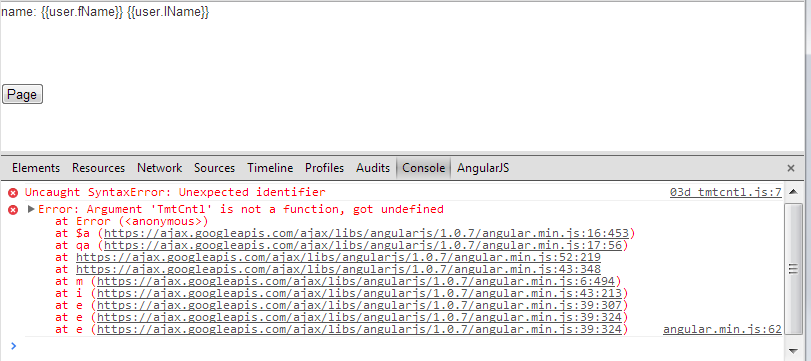 name: {{user.fName}} {{user.lName}}
Page
Elements Resources Network Sources Timeline Profiles Audits Console AngularJS ×
Uncaught SyntaxError: Unexpected identifier 03d_tmtcntl.js:7
▶Error: Argument 'TmtCntl' is not a function, got undefined
at Error (<anonymous>)
at $a (https://ajax.googleapis.com/ajax/libs/angularjs/1.0.7/angular.min.js:16:453)
at qa (https://ajax.googleapis.com/ajax/libs/angularjs/1.0.7/angular.min.js:17:56)
at https://ajax.googleapis.com/ajax/libs/angularjs/1.0.7/angular.min.js:52:219
at https://ajax.googleapis.com/ajax/libs/angularjs/1.0.7/angular.min.js:43:348
at m (https://ajax.googleapis.com/ajax/libs/angularjs/1.0.7/angular.min.js:6:494)
at i (https://ajax.googleapis.com/ajax/libs/angularjs/1.0.7/angular.min.js:43:213)
at e (https://ajax.googleapis.com/ajax/libs/angularjs/1.0.7/angular.min.js:39:307)
at e (https://ajax.googleapis.com/ajax/libs/angularjs/1.0.7/angular.min.js:39:324)
at e (https://ajax.googleapis.com/ajax/libs/angularjs/1.0.7/angular.min.js:39:324) angular.min.js:62
>